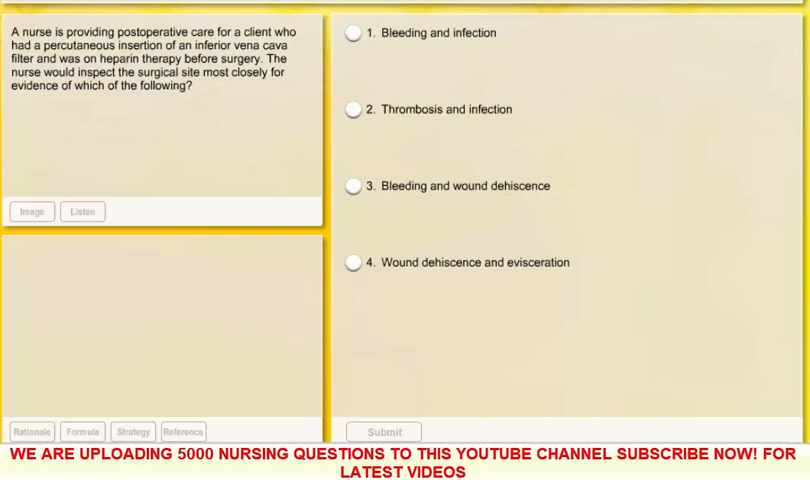 A nurse is providing postoperative care for a client who
had a percutaneous insertion of an inferior vena cava
filter and was on heparin therapy before surgery. The
nurse would inspect the surgical site most closely for
evidence of which of the following?
Image Listen
1. Bleeding and infection
2. Thrombosis and infection
3. Bleeding and wound dehiscence
4. Wound dehiscence and evisceration
Rationale Formula Strategy Reference
Submit
WE ARE UPLOADING 5000 NURSING QUESTIONS TO THIS YOUTUBE CHANNEL SUBSCRIBE NOW! FOR
LATEST VIDEOS